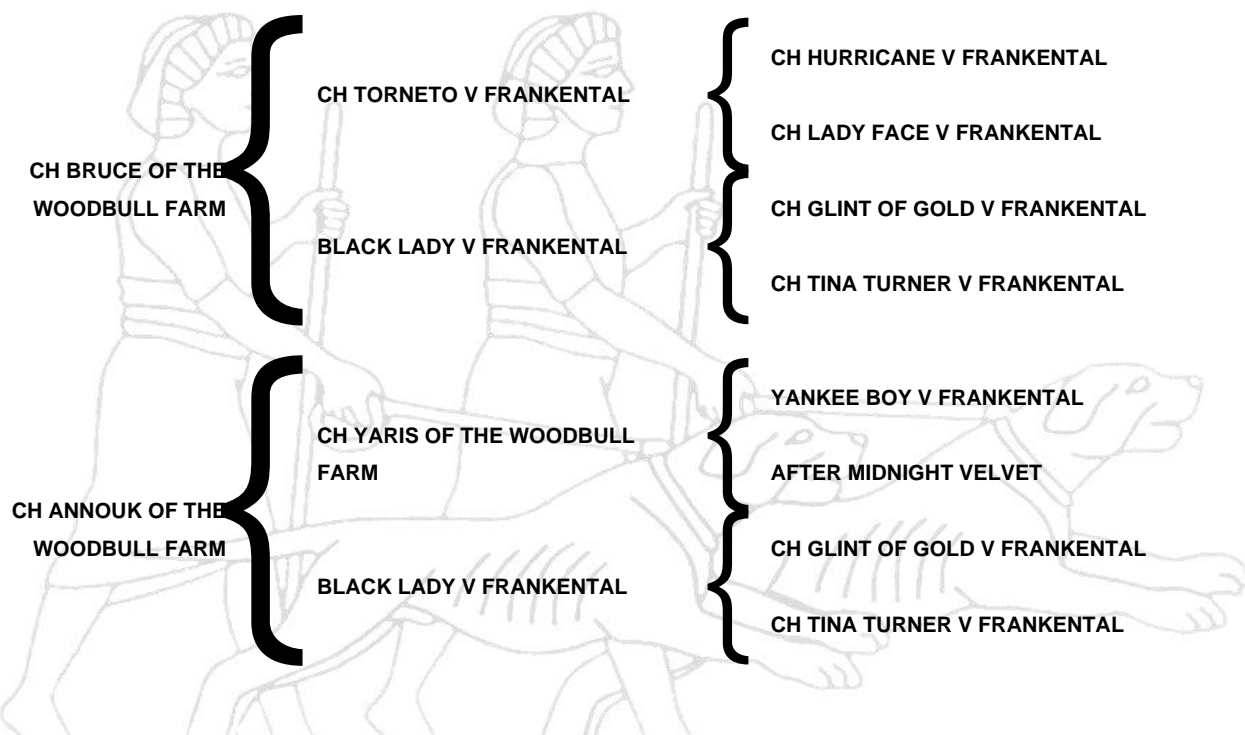 CH BRUCE OF THE
WOODBULL FARM
CH TORNETO V FRANKENTAL
CH HURRICANE V FRANKENTAL
CH LADY FACE V FRANKENTAL
BLACK LADY V FRANKENTAL
CH GLINT OF GOLD V FRANKENTAL
CH TINA TURNER V FRANKENTAL
CH ANNOUK OF THE
WOODBULL FARM
CH YARIS OF THE WOODBULL
FARM
YANKEE BOY V FRANKENTAL
AFTER MIDNIGHT VELVET
BLACK LADY V FRANKENTAL
CH GLINT OF GOLD V FRANKENTAL
CH TINA TURNER V FRANKENTAL